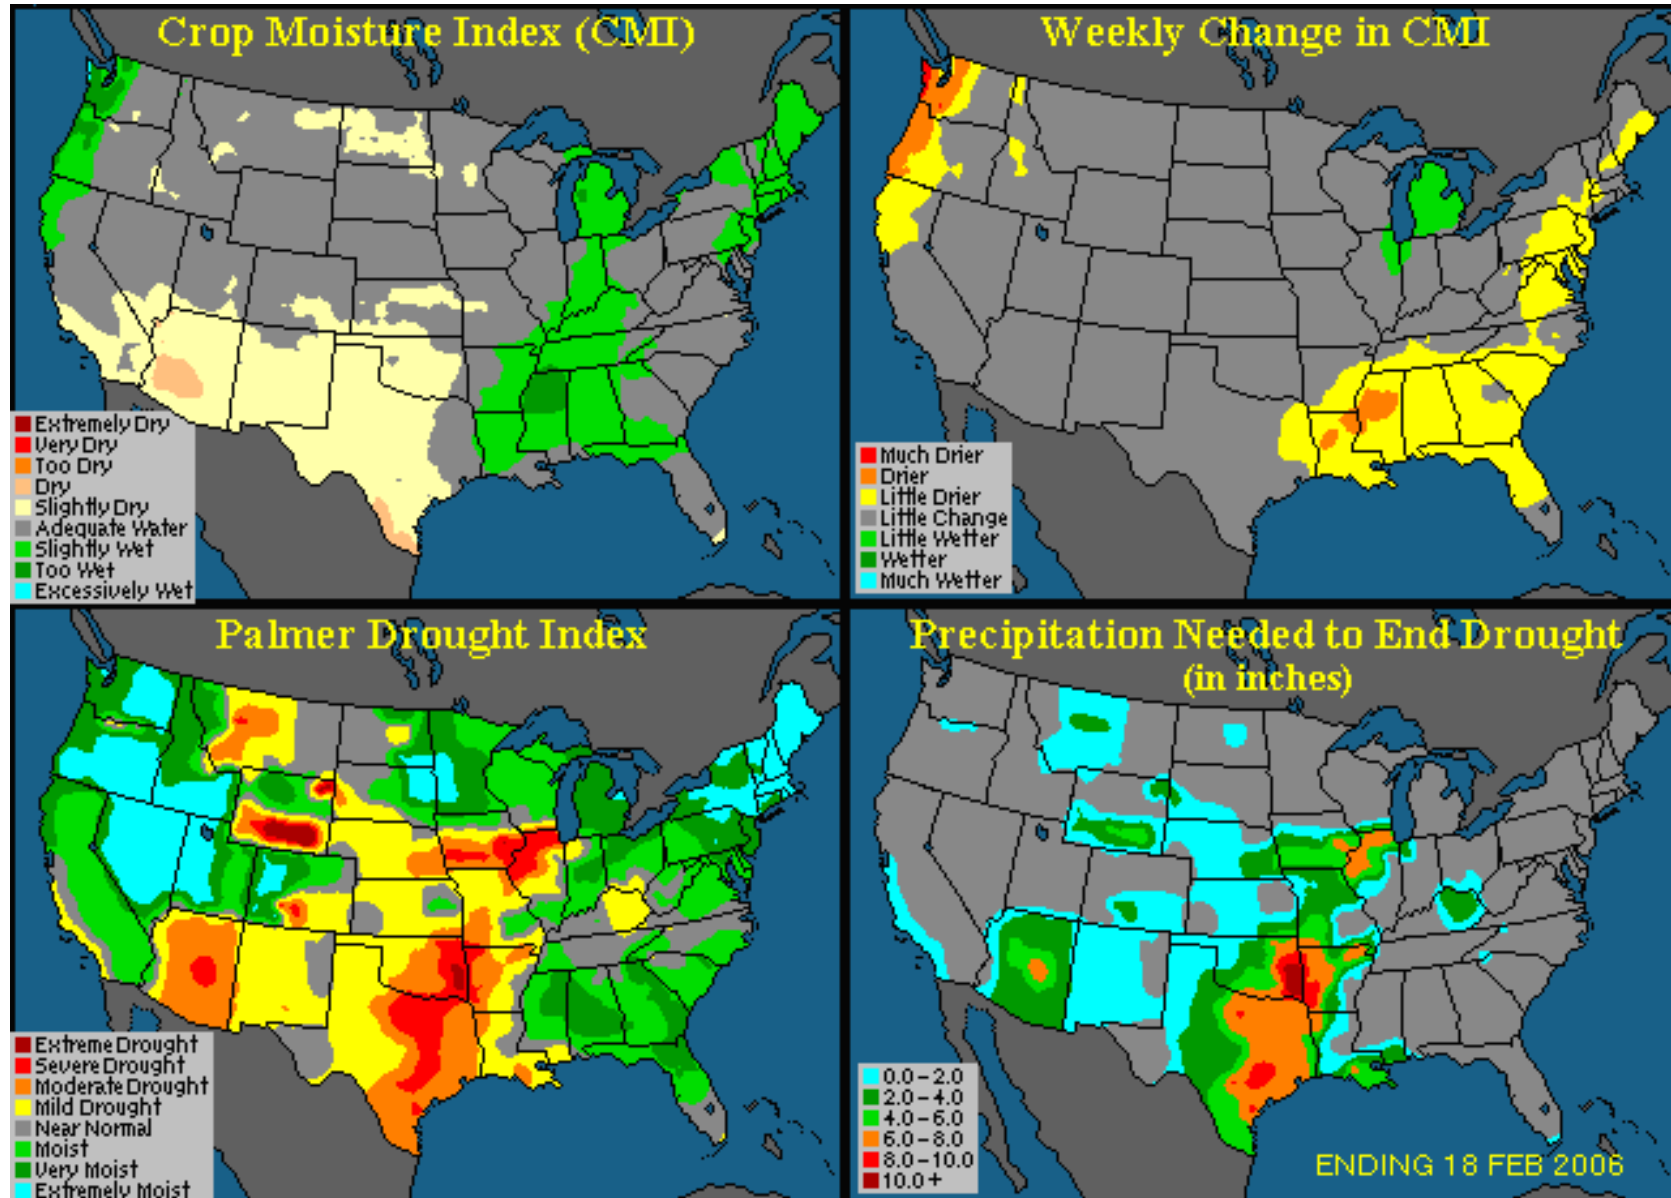 Crop Moisture Index (CMI)
Extremely Dry
Very Dry
Too Dry
Dry
Slightly Dry
Adequate Water
Slightly Wet
Too Wet
Excessively Wet
Weekly Change in CMI
Much Drier
Drier
Little Drier
Little Change
Little Wetter
Wetter
Much Wetter
Palmer Drought Index
Extreme Drought
Severe Drought
Moderate Drought
Mild Drought
Near Normal
Moist
Very Moist
Extremely Moist
Precipitation Needed to End Drought
(in inches)
0.0 - 2.0
2.0 - 4.0
4.0 - 6.0
6.0 - 8.0
8.0 - 10.0
10.0 +
ENDING 18 FEB 2006